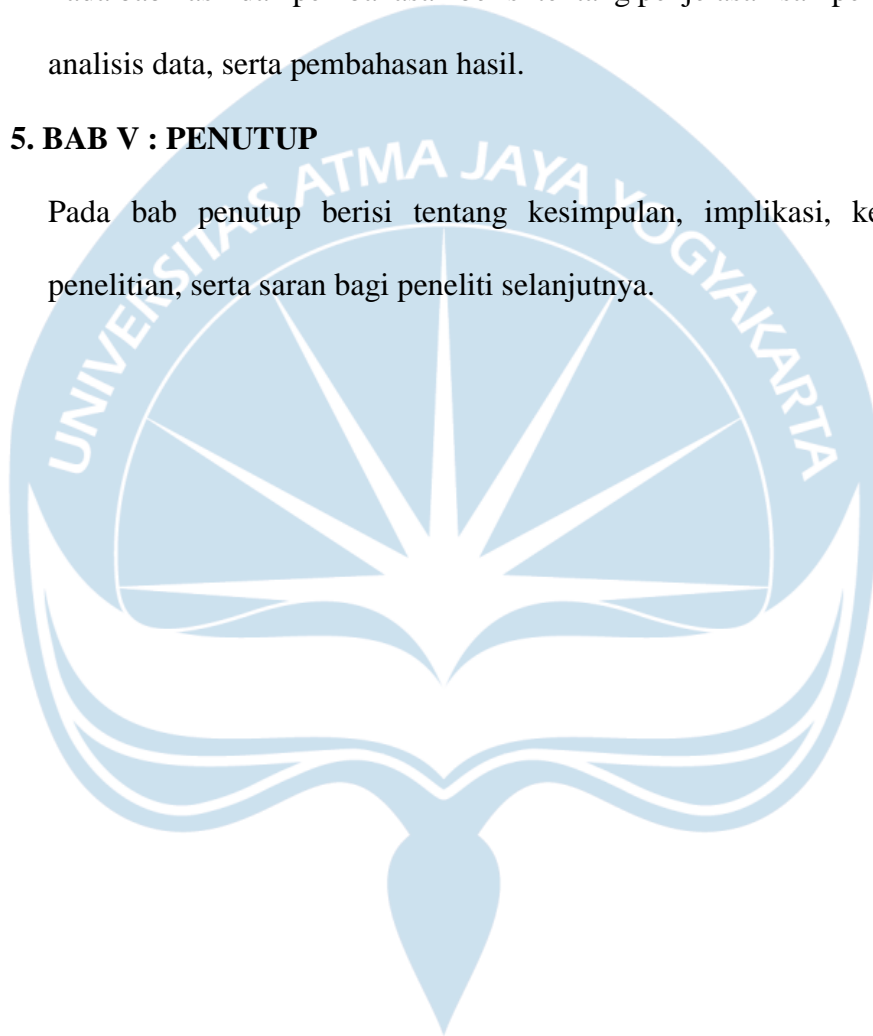 analisis data, serta pembahasan hasil.
5. BAB V : PENUTUP
Pada bab penutup berisi tentang kesimpulan, implikasi,
penelitian, serta saran bagi peneliti selanjutnya.
UNIVERSITAS ATMA JAYA YOGYAKARTA